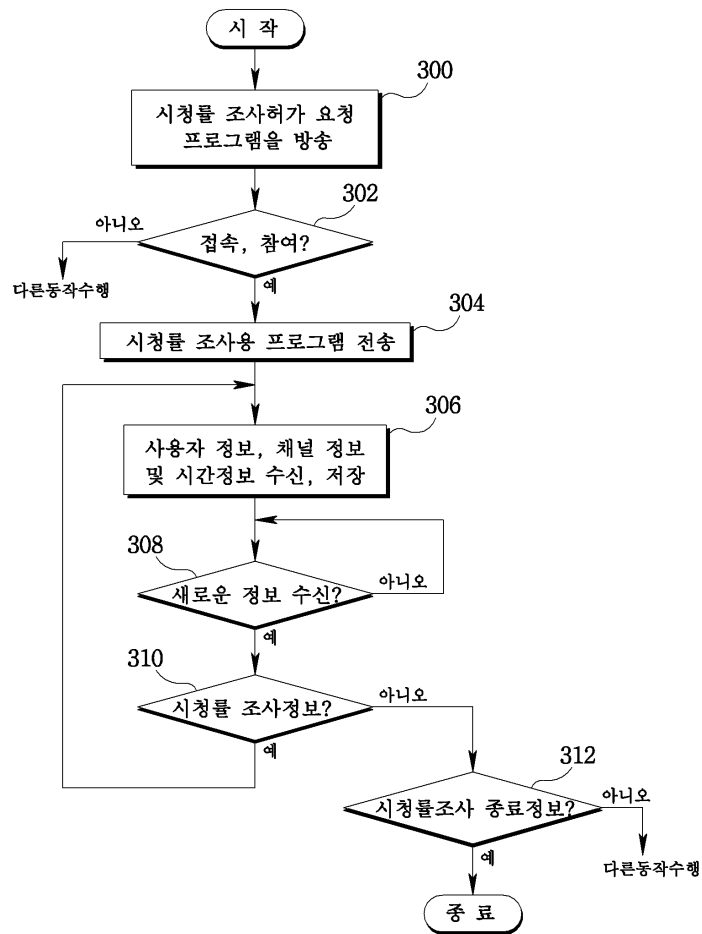 시 작
300
시청률 조사허가 요청
프로그램을 방송
302
아니오
접속, 참여?
예
다른동작수행
304
시청률 조사용 프로그램 전송
306
사용자 정보, 채널 정보
및 시간정보 수신, 저장
308
새로운 정보 수신?
아니오
예
310
시청률 조사정보?
아니오
예
312
시청률조사 종료정보?
아니오
예
다른동작수행
종 료